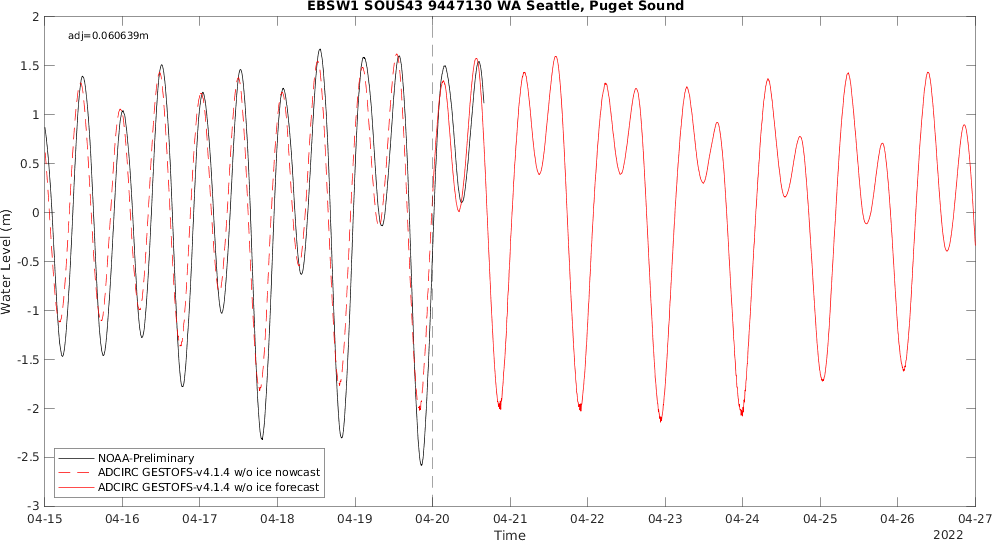 EBSW1 SOUS43 9447130 WA Seattle, Puget Sound
adj=0.060639m
2
1.5
1
0.5
0
-0.5
-1
-1.5
-2
-2.5
-3
Water Level (m)
NOAA-Preliminary
ADCIRC GESTOFS-v4.1.4 w/o ice nowcast
ADCIRC GESTOFS-v4.1.4 w/o ice forecast
04-15 04-16 04-17 04-18 04-19 04-20 04-21 04-22 04-23 04-24 04-25 04-26 04-27
Time
2022